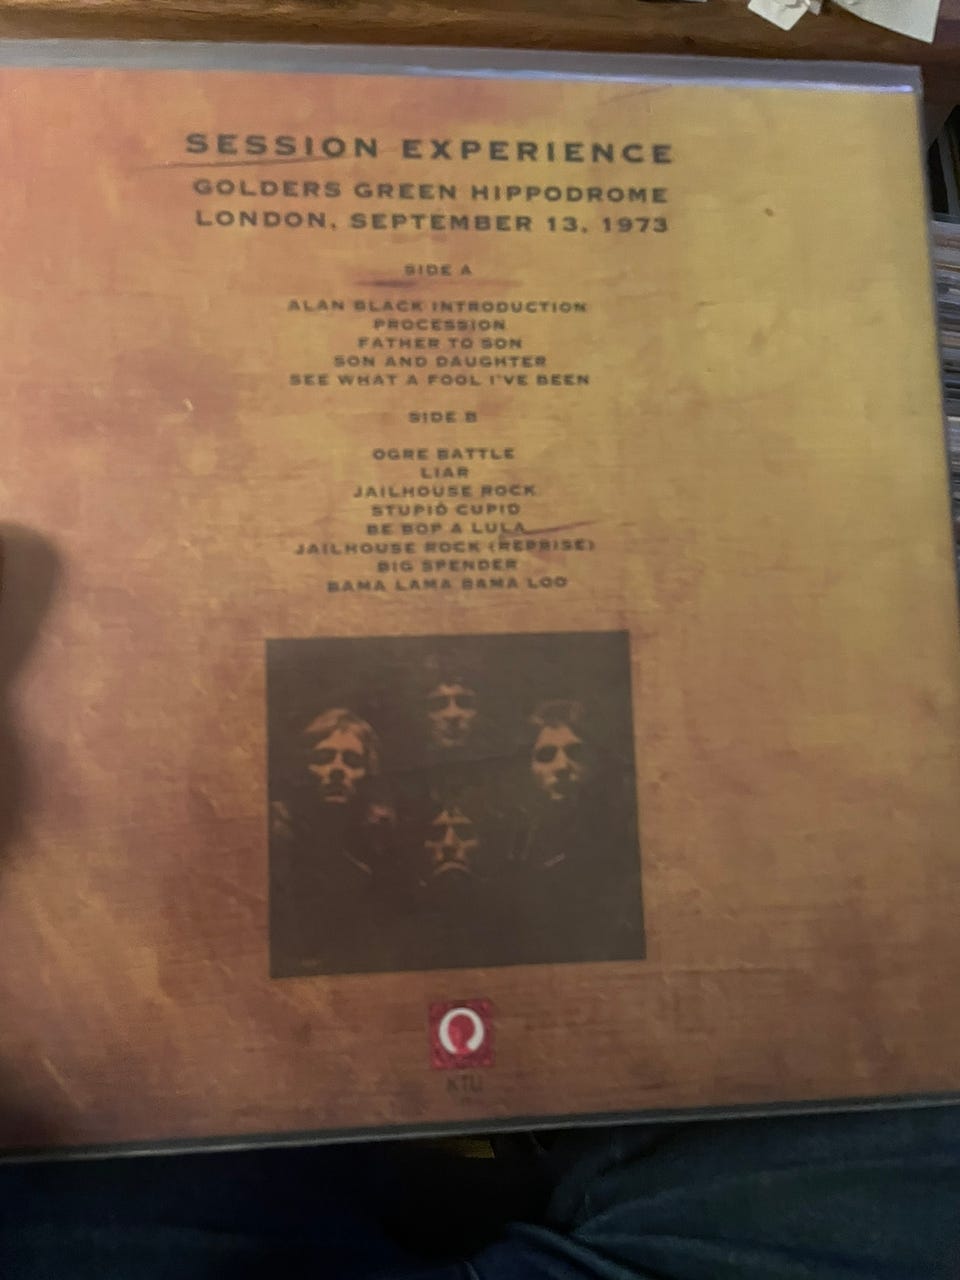 SESSION EXPERIENCE
GOLDERS GREEN HIPPODROME
LONDON, SEPTEMBER 13, 1973
SIDE A
ALAN BLACK INTRODUCTION
PROCESSION
FATHER TO SON
SON AND DAUGHTER
SEE WHAT A FOOL I'VE BEEN
SIDE B
OGRE BATTLE
LIAR
JAILHOUSE ROCK
STUPID CUPID
BE BOP A LULA
JAILHOUSE ROCK (REPRISE)
BIG SPENDER
BAMA LAMA BAMA LOO
KTU